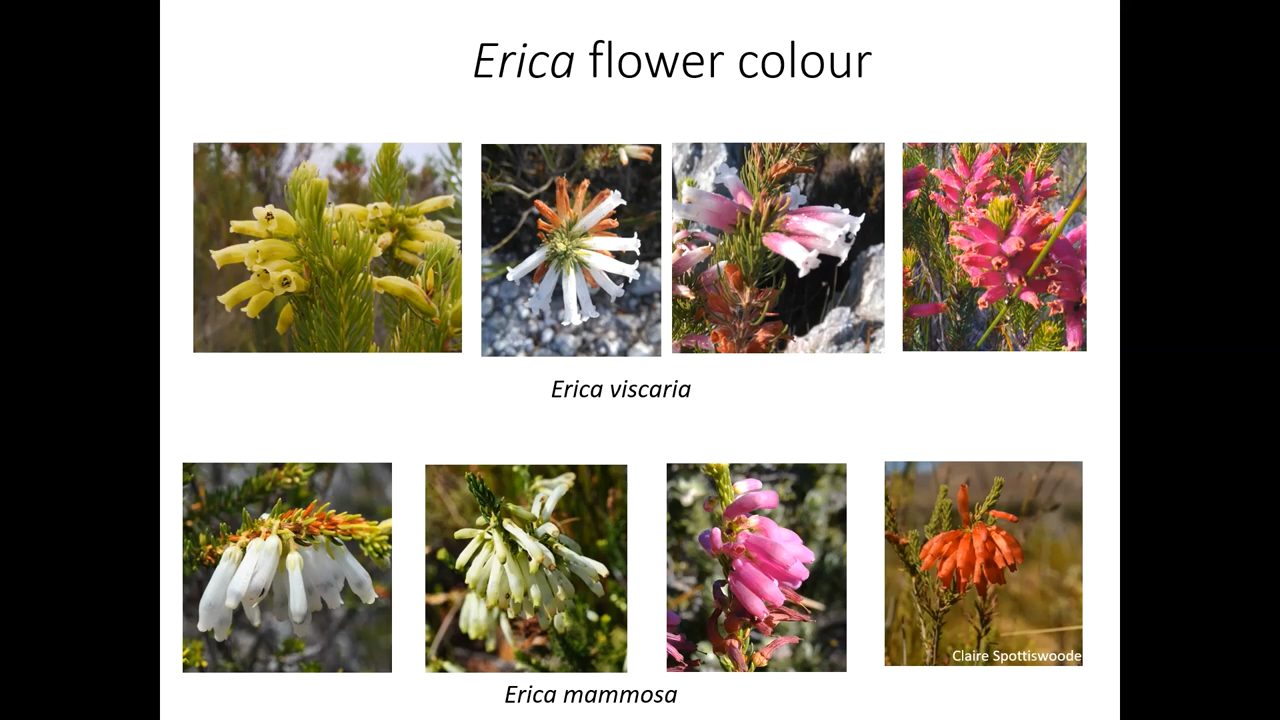 Erica flower colour
Erica viscaria
Claire Spottiswoode
Erica mammosa